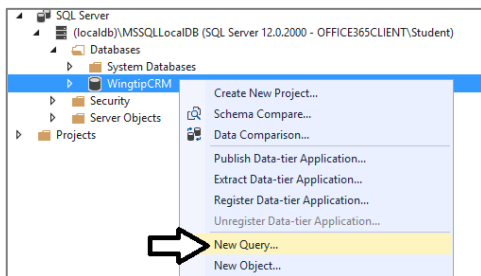 SQL Server
(localdb)\MSSQLLocalDB (SQL Server 12.0.2000 - OFFICE365CLIENT\Student)
Databases
System Databases
WingtipCRM
Security
Server Objects
Projects
Create New Project...
Schema Compare...
Data Comparison...
Publish Data-tier Application...
Extract Data-tier Application...
Register Data-tier Application...
Unregister Data-tier Application...
New Query...
New Object...